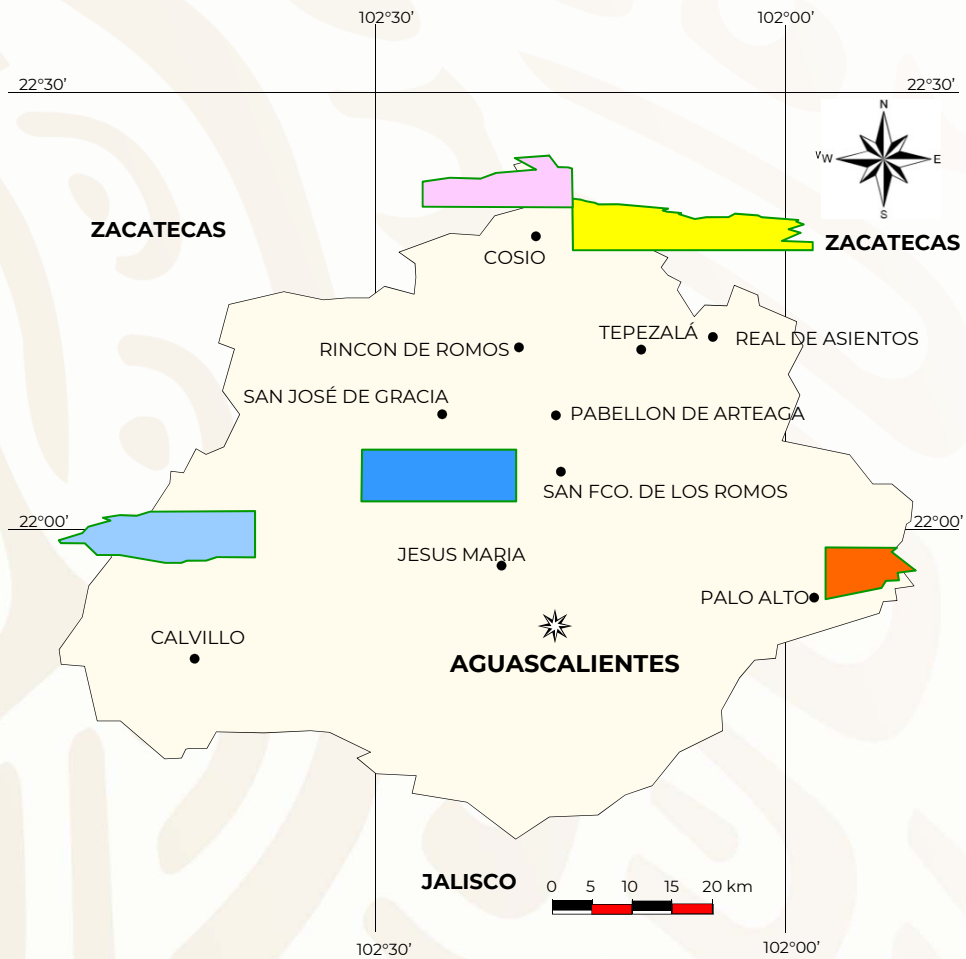 102°30’
102°00’
22°30’
22°30’
N
VW
E
S
ZACATECAS
ZACATECAS
COSIO
TEPEZALÁ
REAL DE ASIENTOS
RINCON DE ROMOS
SAN JOSÉ DE GRACIA
PABELLON DE ARTEAGA
SAN FCO. DE LOS ROMOS
22°00’
22°00’
JESUS MARIA
PALO ALTO
CALVILLO
AGUASCALIENTES
JALISCO
0 5 10 15 20 km
102°30’
102°00’